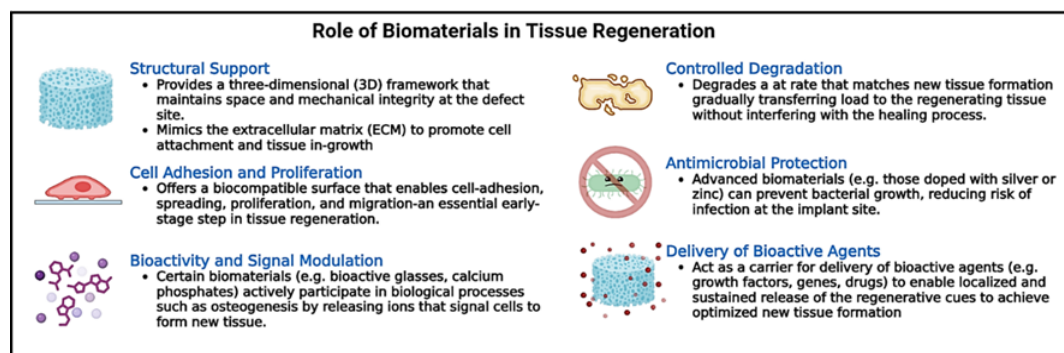 Role of Biomaterials in Tissue Regeneration
Structural Support
• Provides a three-dimensional (3D) framework that
maintains space and mechanical integrity at the defect
site.
• Mimics the extracellular matrix (ECM) to promote cell
attachment and tissue in-growth
Cell Adhesion and Proliferation
• Offers a biocompatible surface that enables cell-adhesion,
spreading, proliferation, and migration-an essential early-
stage step in tissue regeneration.
Bioactivity and Signal Modulation
• Certain biomaterials (e.g. bioactive glasses, calcium
phosphates) actively participate in biological processes
such as osteogenesis by releasing ions that signal cells to
form new tissue.
Controlled Degradation
• Degrades a at rate that matches new tissue formation
gradually transferring load to the regenerating tissue
without interfering with the healing process.
Antimicrobial Protection
• Advanced biomaterials (e.g. those doped with silver or
zinc) can prevent bacterial growth, reducing risk of
infection at the implant site.
Delivery of Bioactive Agents
• Act as a carrier for delivery of bioactive agents (e.g.
growth factors, genes, drugs) to enable localized and
sustained release of the regenerative cues to achieve
optimized new tissue formation